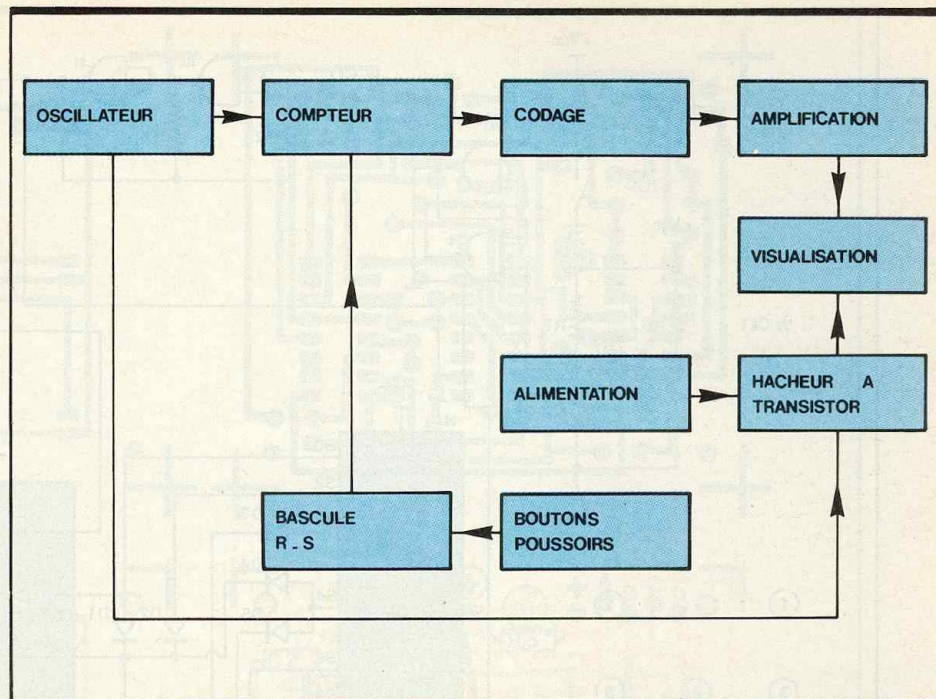 OSCILLATEUR
COMPTEUR
CODAGE
AMPLIFICATION
VISUALISATION
ALIMENTATION
HACHEUR A
TRANSISTOR
BASCULE
R - S
BOUTONS
POUSSOIRS